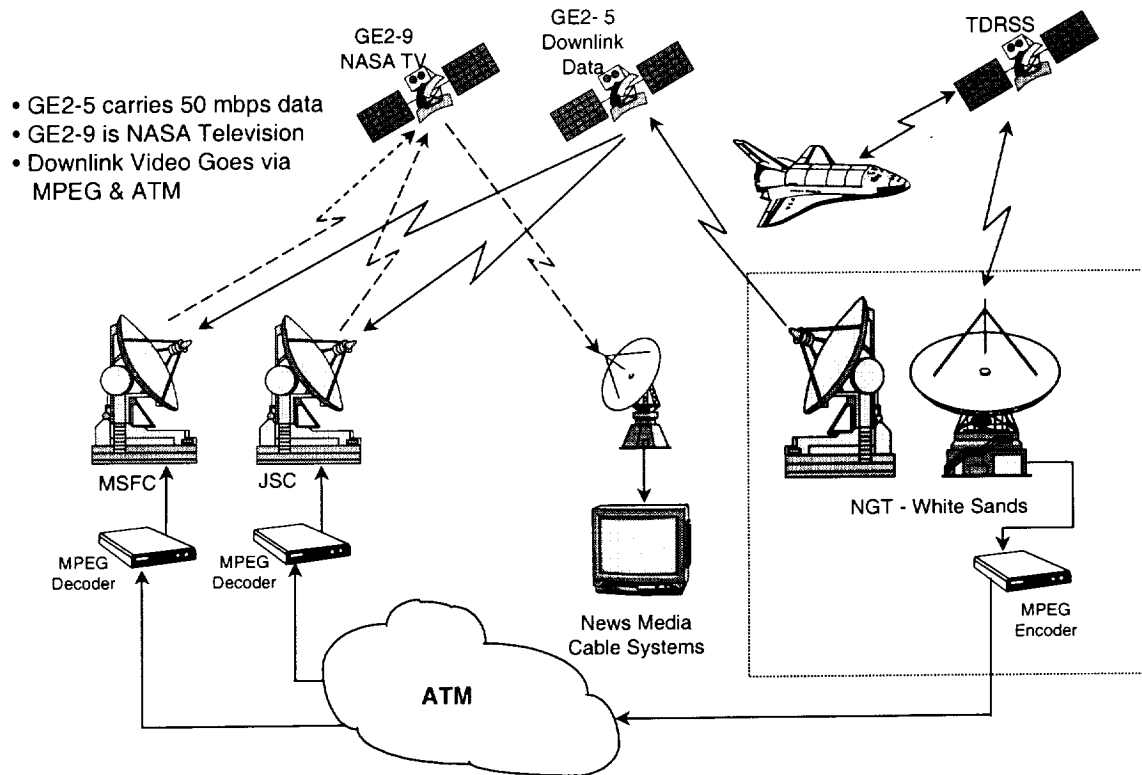 GE2-9
NASA TV
GE2- 5
Downlink
Data
TDRSS
• GE2-5 carries 50 mbps data
• GE2-9 is NASA Television
• Downlink Video Goes via
MPEG & ATM
MSFC
JSC
NGT - White Sands
MPEG
Decoder
MPEG
Decoder
News Media
Cable Systems
MPEG
Encoder
ATM